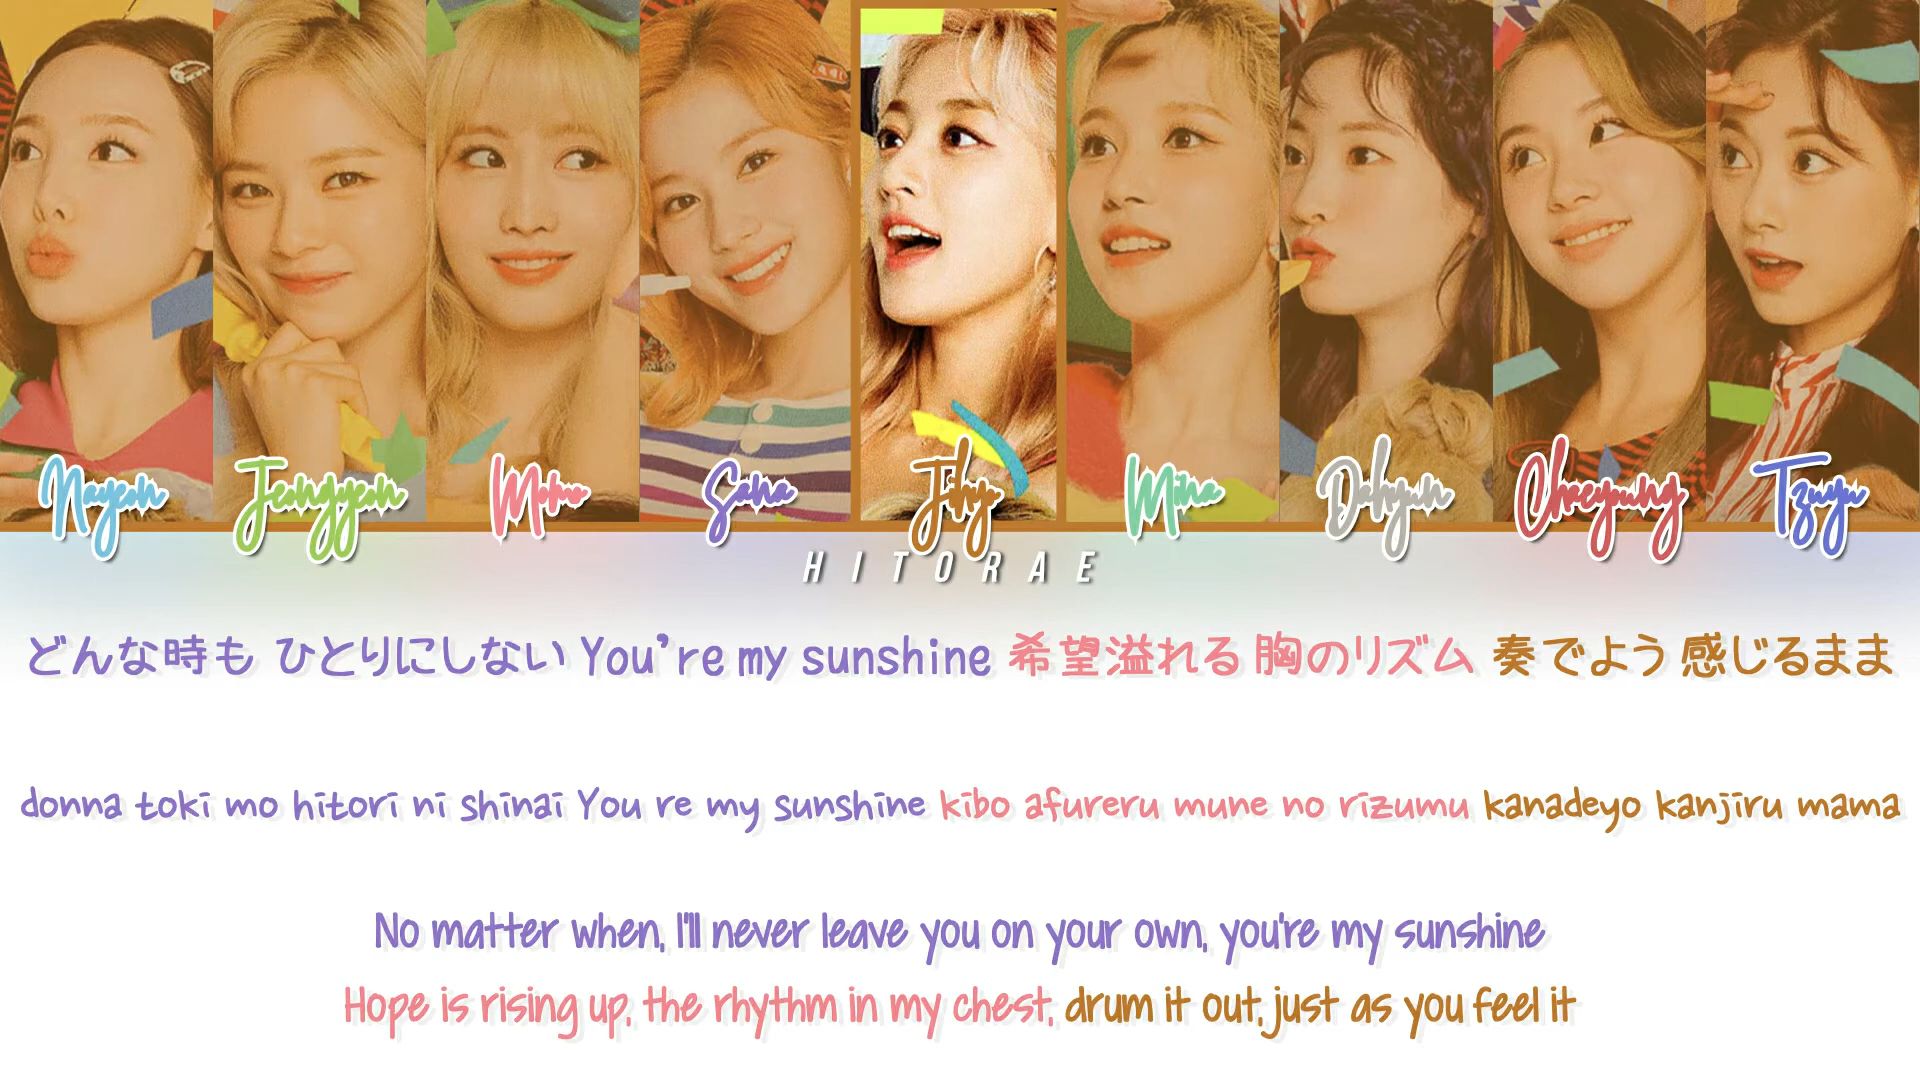 Nayeon Jeongyeon Momo Sana Jihyo Mina Dahyun Chaeyoung Tzuyu
HITORAE
どんな時も ひとりにしない You're my sunshine 希望溢れる 胸のリズム 奏でよう 感じるまま
donna toki mo hitori ni shinai You re my sunshine kibo afureru mune no rizumu kanadeyo kanjiru mama
No matter when, I'll never leave you on your own, you're my sunshine
Hope is rising up, the rhythm in my chest, drum it out, just as you feel it